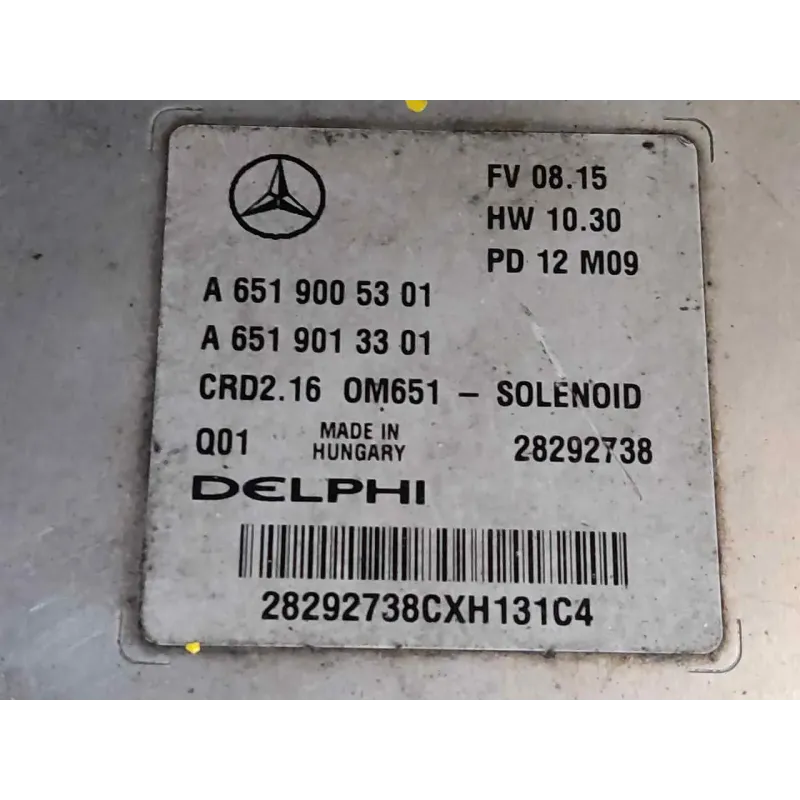 FV 08.15
HW 10.30
PD 12 M09
A 651 900 53 01
A 651 901 33 01
CRD2.16 OM651 – SOLENOID
Q01 MADE IN HUNGARY 28292738
DELPHI
28292738CXH131C4